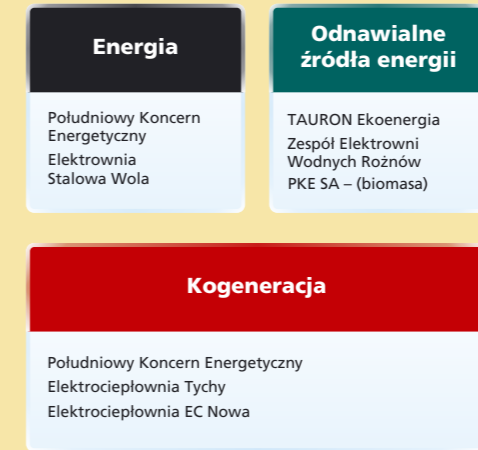 Energia
Południowy Koncern
Energetyczny
Elektrownia
Stalowa Wola
Odnawialne
źródła energii
TAURON Ekoenergia
Zespół Elektrowni
Wodnych Rożnów
PKE SA – (biomasa)
Kogeneracja
Południowy Koncern Energetyczny
Elektrociepłownia Tychy
Elektrociepłownia EC Nowa